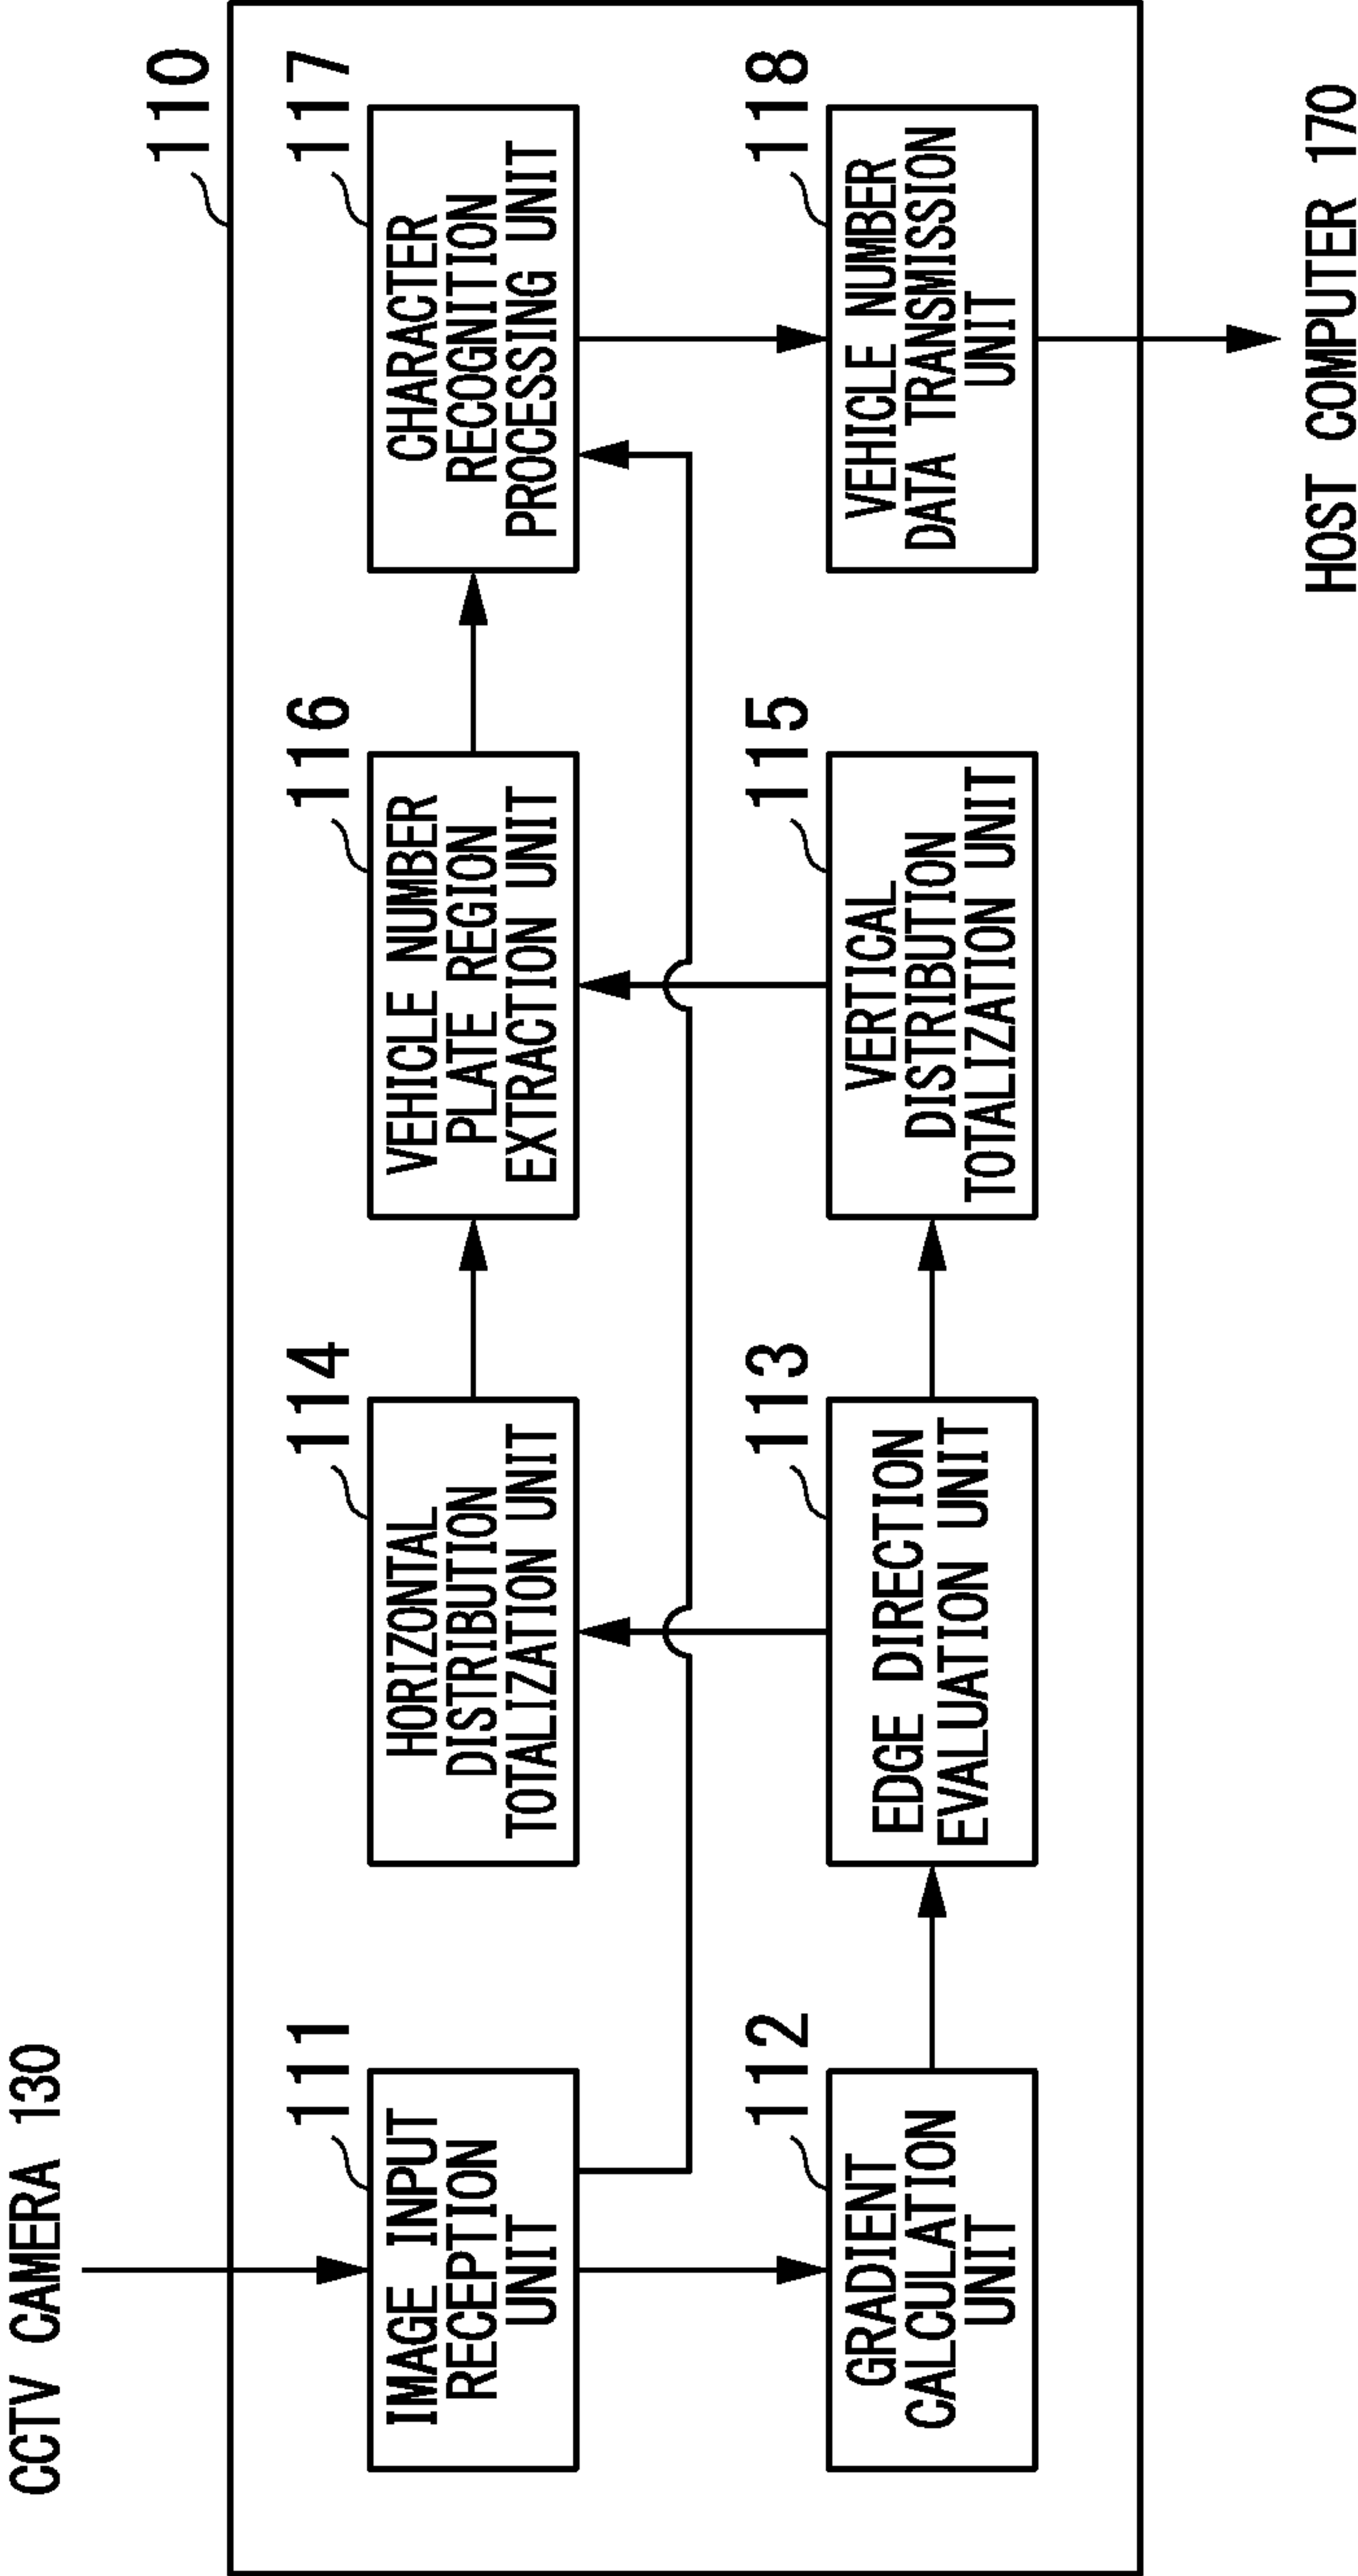 CCTV CAMERA 130
110
111
IMAGE INPUT
RECEPTION
UNIT
114
HORIZONTAL
DISTRIBUTION
TOTALIZATION UNIT
116
VEHICLE NUMBER
PLATE REGION
EXTRACTION UNIT
117
CHARACTER
RECOGNITION
PROCESSING UNIT
112
GRADIENT
CALCULATION
UNIT
113
EDGE DIRECTION
EVALUATION UNIT
115
VERTICAL
DISTRIBUTION
TOTALIZATION UNIT
118
VEHICLE NUMBER
DATA TRANSMISSION
UNIT
HOST COMPUTER 170